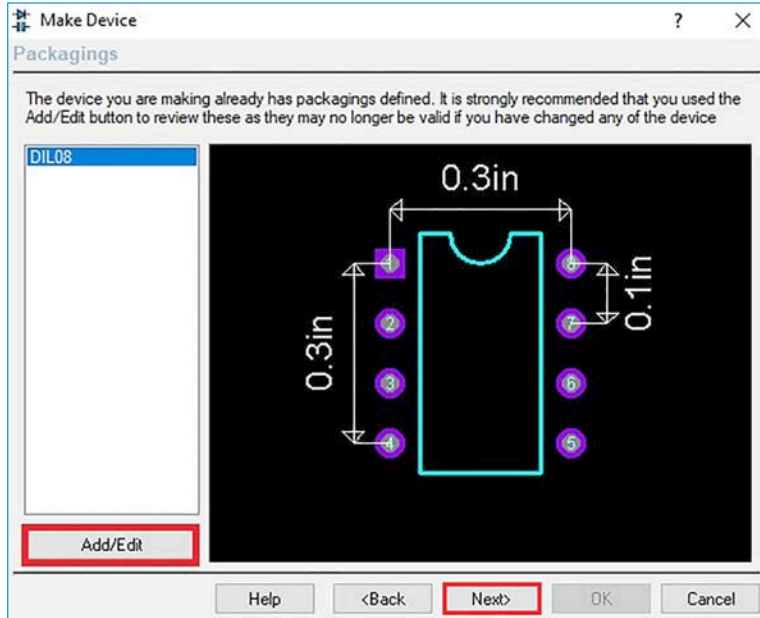 Make Device ? ×
Packagings
The device you are making already has packagings defined. It is strongly recommended that you used the
Add/Edit button to review these as they may no longer be valid if you have changed any of the device
DIL08
0.3in
1
8
0.1in
2
7
0.3in
3
6
4
5
Add/Edit
Help
<Back
Next>
OK
Cancel